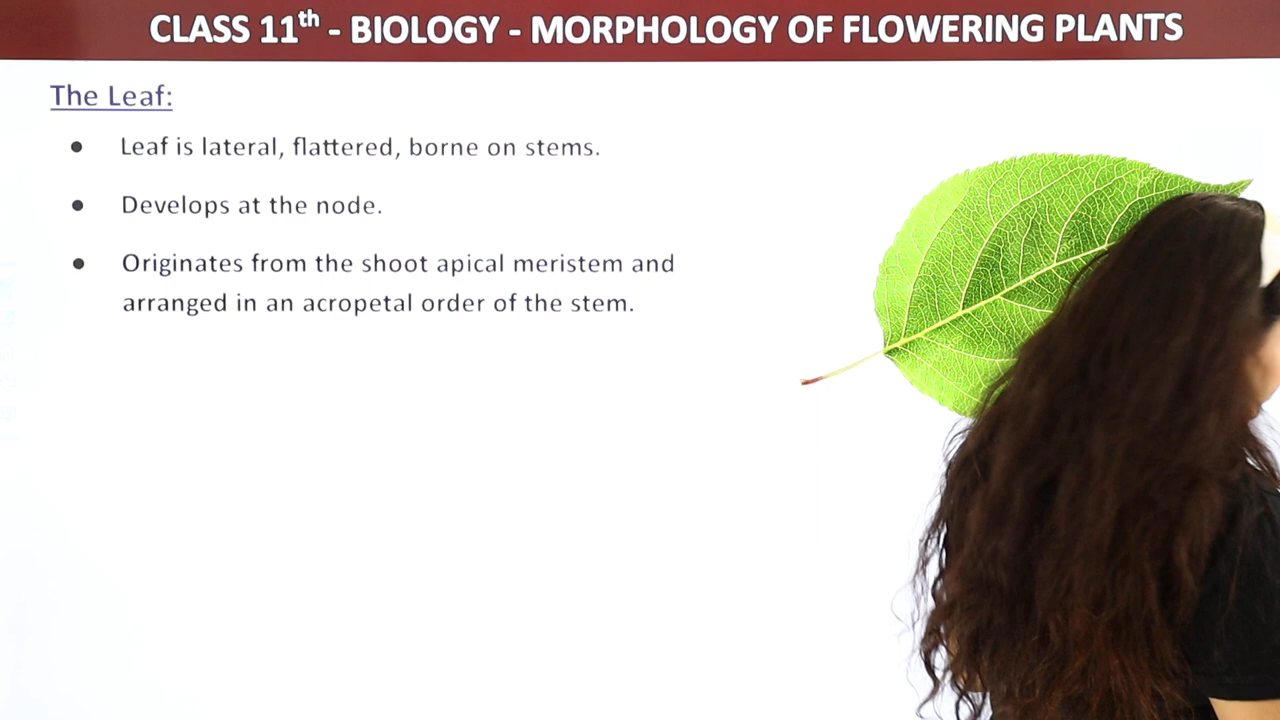 CLASS 11th - BIOLOGY - MORPHOLOGY OF FLOWERING PLANTS
The Leaf:
● Leaf is lateral, flattered, borne on stems.
● Develops at the node.
● Originates from the shoot apical meristem and
arranged in an acropetal order of the stem.